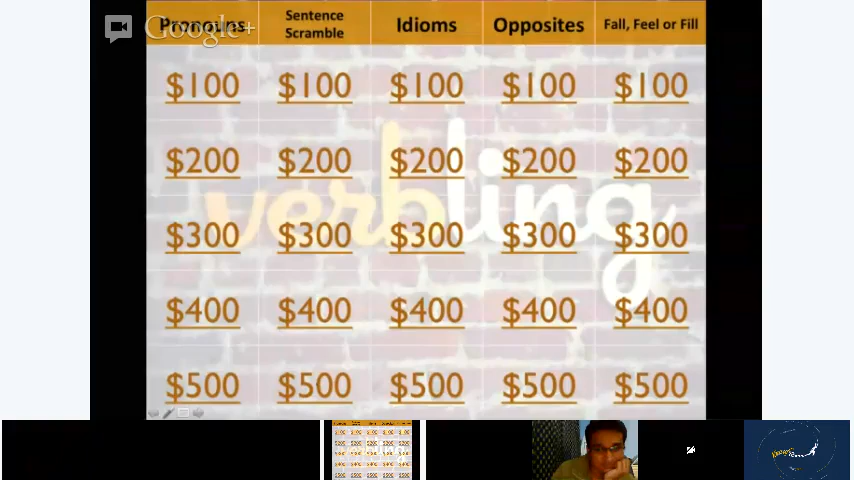 Pronouns
Google+
Sentence
Scramble
Idioms
Opposites
Fall, Feel or Fill
$100 $100 $100 $100 $100
$200 $200 $200 $200 $200
verbling
$300 $300 $300 $300 $300
$400 $400 $400 $400 $400
$500 $500 $500 $500 $500